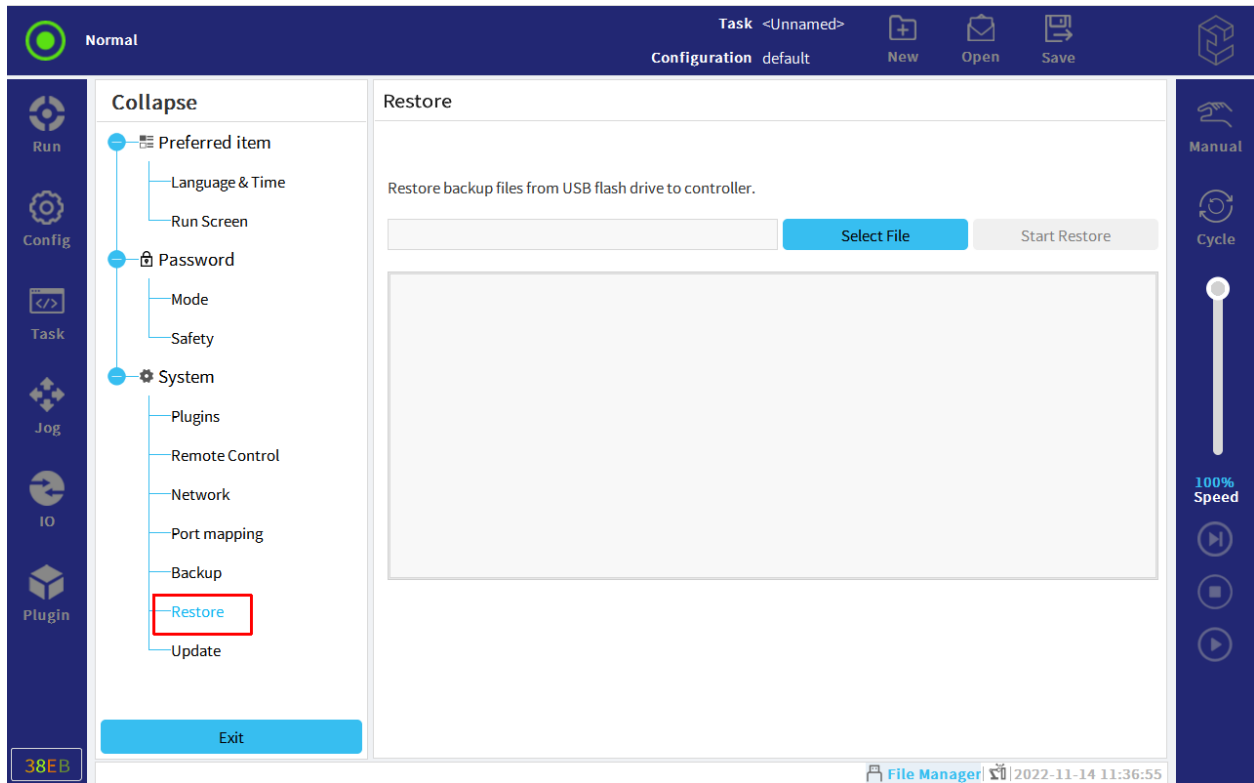 Normal
Task <Unnamed>
Configuration default
New
Open
Save
Run
Config
Task
Jog
IO
Plugin
38EB
Collapse
Preferred item
Language & Time
Run Screen
Password
Mode
Safety
System
Plugins
Remote Control
Network
Port mapping
Backup
Restore
Update
Exit
Restore
Restore backup files from USB flash drive to controller.
Select File
Start Restore
Manual
Cycle
100%
Speed
File Manager
2022-11-14 11:36:55